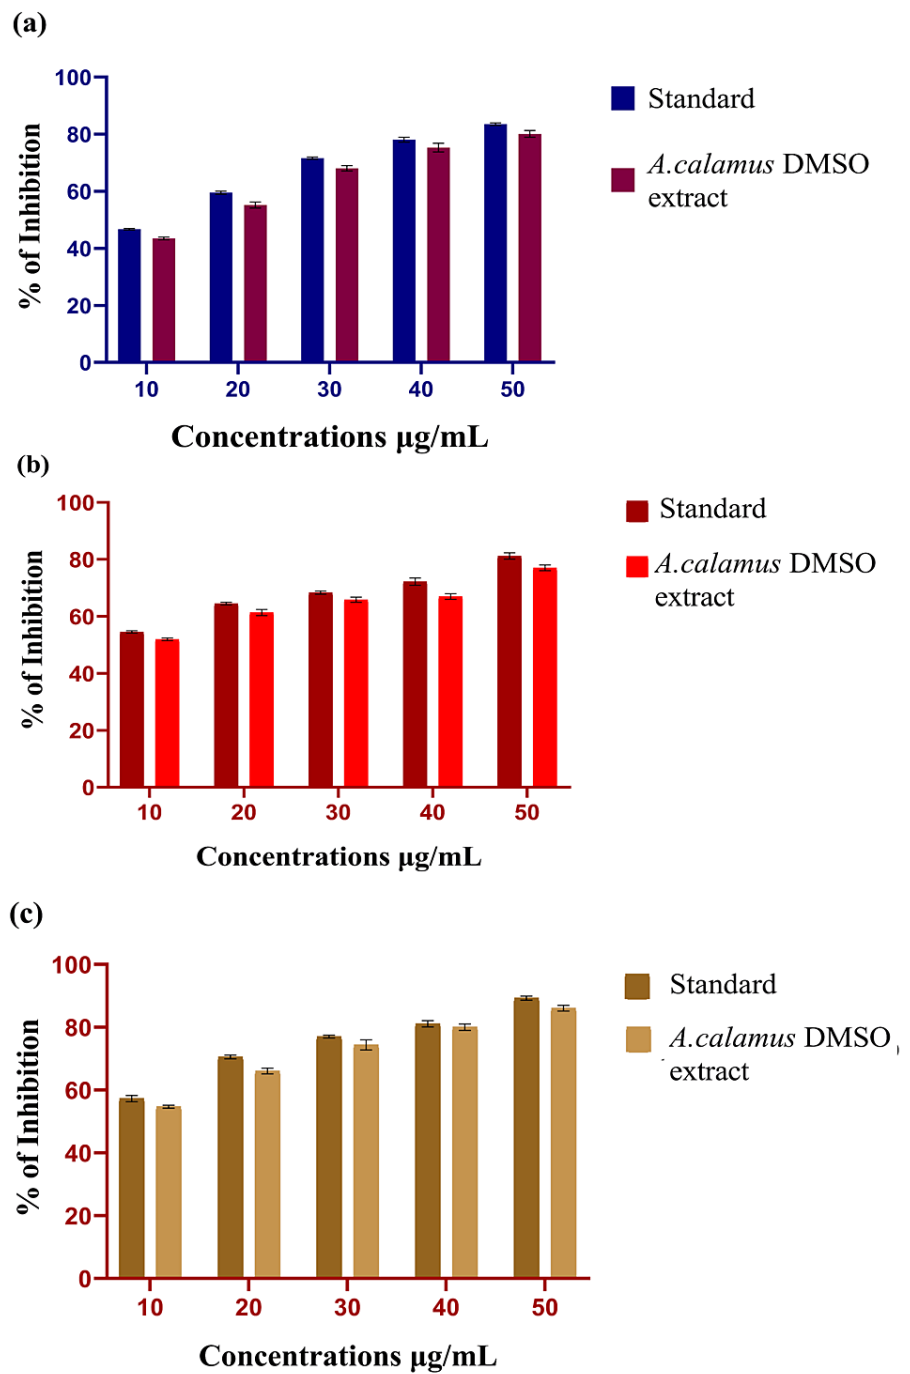 (a)
100
80
60
40
20
0
% of Inhibition
10 20 30 40 50
Concentrations μg/mL
Standard
A.calamus DMSO
extract
(b)
100
80
60
40
20
0
% of Inhibition
10 20 30 40 50
Concentrations μg/mL
Standard
A.calamus DMSO
extract
(c)
100
80
60
40
20
0
% of Inhibition
10 20 30 40 50
Concentrations μg/mL
Standard
A.calamus DMSO
extract